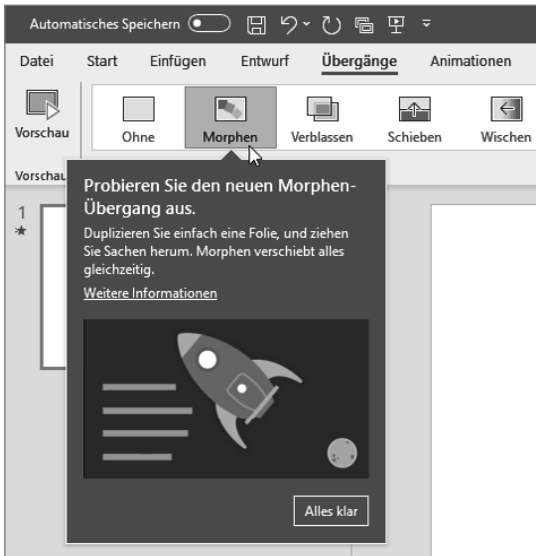 Automatisches Speichern
Datei Start Einfügen Entwurf Übergänge Animationen
Vorschau Ohne Morphen Verblassen Schieben Wischen
Vorschau
1
Probieren Sie den neuen Morphen-
Übergang aus.
Duplizieren Sie einfach eine Folie, und ziehen
Sie Sachen herum. Morphen verschiebt alles
gleichzeitig.
Weitere Informationen
Alles klar